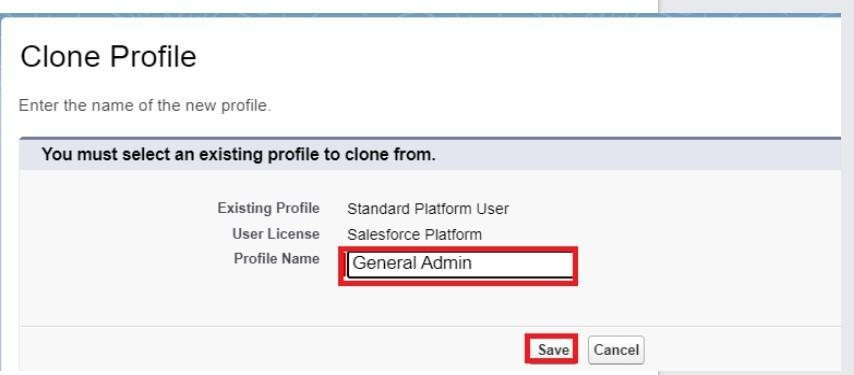 Clone Profile
Enter the name of the new profile.
You must select an existing profile to clone from.
Existing Profile Standard Platform User
User License Salesforce Platform
Profile Name General Admin
Save Cancel